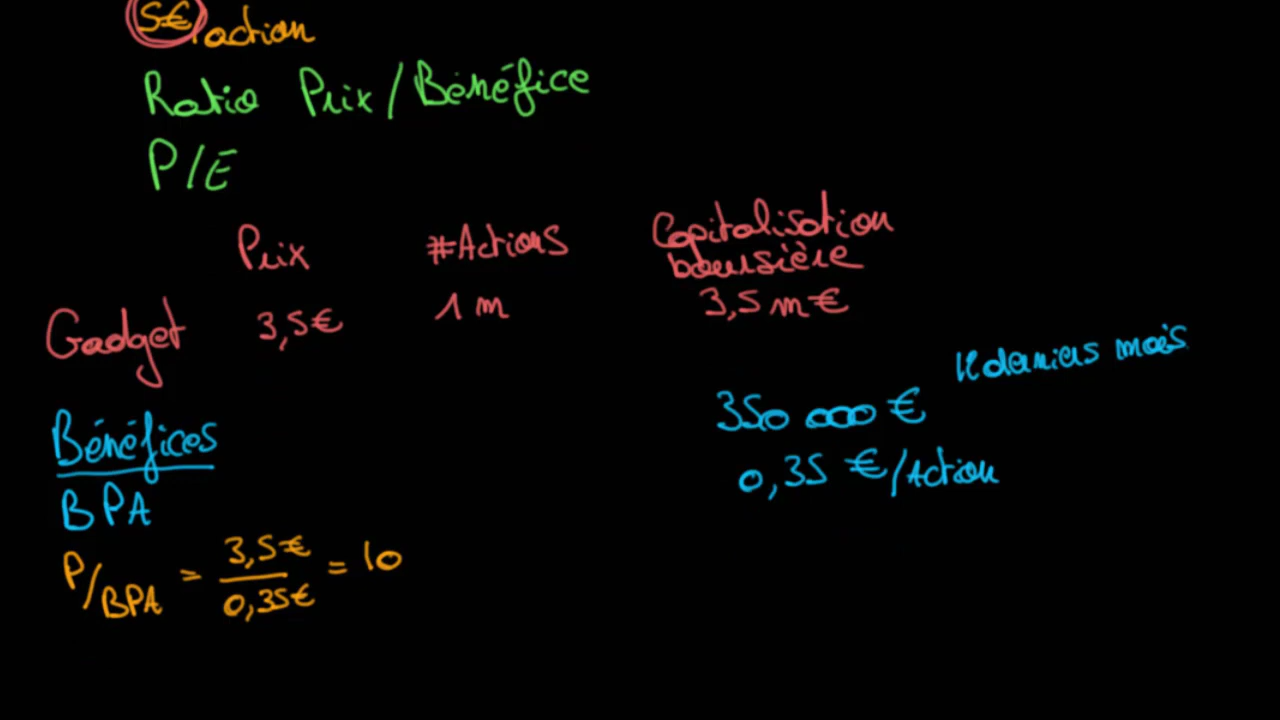 5€/action
Ratio Prix/Bénéfice
P/E
Prix #Actions Capitalisation
boursière
Gadget 3,5€ 1 m 3,5 m €
12 derniers mois
Bénéfices 350 000 €
BPA 0,35 €/Action
P/BPA = 3,5€/0,35€ = 10